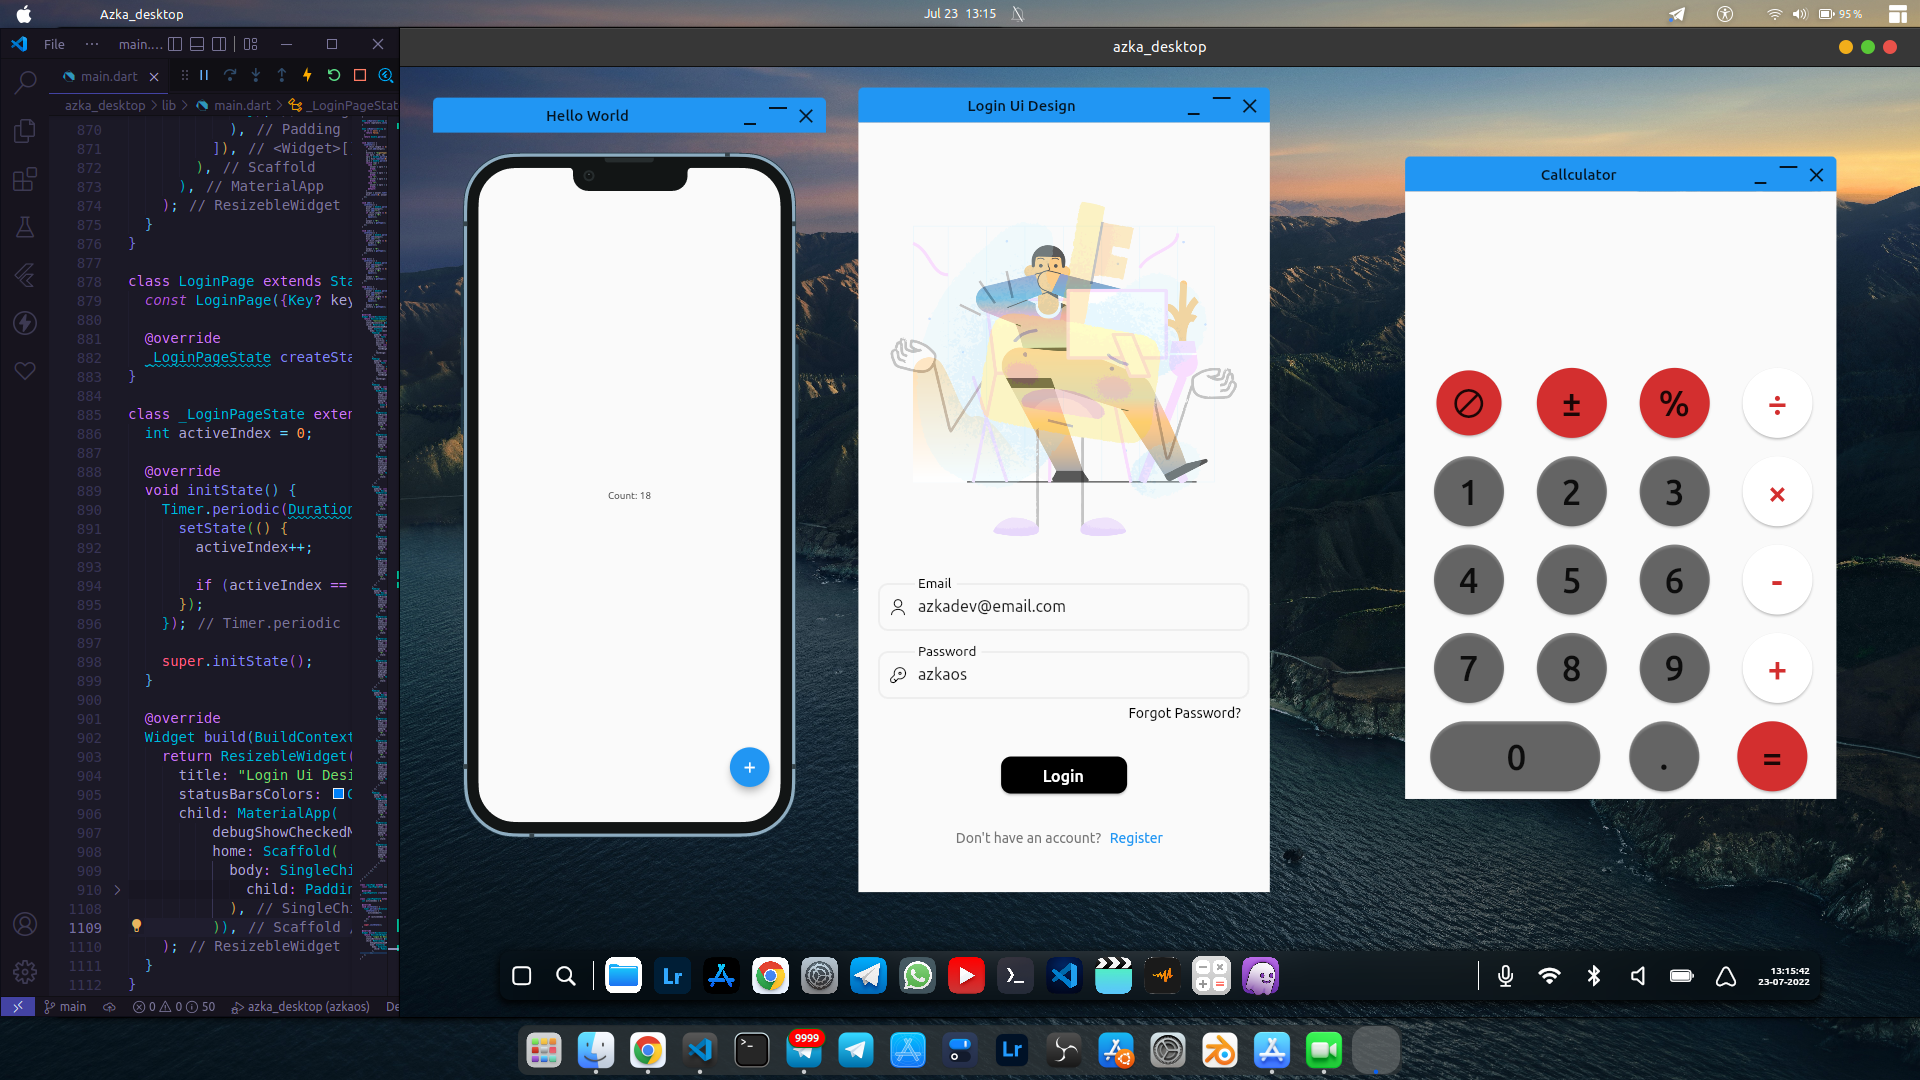 Azka_desktop
Jul 23 13:15
95 %
File ··· main....
main.dart
azka_desktop > lib > main.dart > _LoginPageStat
870 ), // Padding
871 ]), // <Widget>[
872 ), // Scaffold
873 ), // MaterialApp
874 ); // ResizebleWidget
875 }
876 }
877
878 class LoginPage extends Sta
879 const LoginPage({Key? key
880
881 @override
882 _LoginPageState createSta
883 }
884
885 class _LoginPageState exten
886 int activeIndex = 0;
887
888 @override
889 void initState() {
890 Timer.periodic(Duration
891 setState(() {
892 activeIndex++;
893
894 if (activeIndex ==
895 });
896 }); // Timer.periodic
897
898 super.initState();
899 }
900
901 @override
902 Widget build(BuildContext
903 return ResizebleWidget(
904 title: "Login Ui Desi
905 statusBarsColors: C
906 child: MaterialApp(
907 debugShowCheckedM
908 home: Scaffold(
909 body: SingleChi
910 child: Paddin
1108 ), // SingleChi
1109 )), // Scaffold
1110 ); // ResizebleWidget
1111 }
1112 }
main 0 0 50 azka_desktop (azkaos) De
azka_desktop
Hello World
Count: 18
+
Login Ui Design
Email
azkadev@email.com
Password
azkaos
Forgot Password?
Login
Don't have an account? Register
Callculator
± % ÷
1 2 3 ×
4 5 6 -
7 8 9 +
0 . =
Lr
13:15:42
23-07-2022
9999
Lr